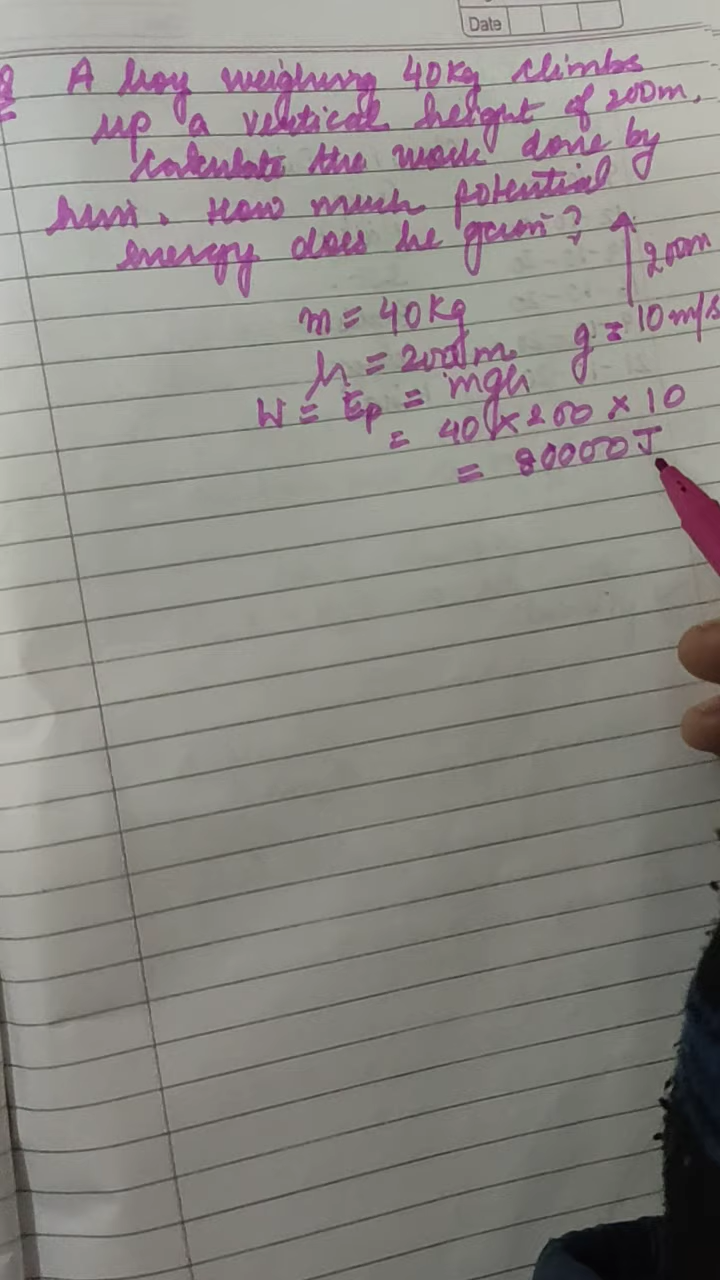 Date
Q A boy weighing 40kg climbs
up a vertical height of 200m.
Calculate the work done by
him. How much potential
energy does he gain?
200m
m = 40kg
h = 200m g = 10 m/s
W = Ep = mgh
= 40 × 200 × 10
= 80000 J